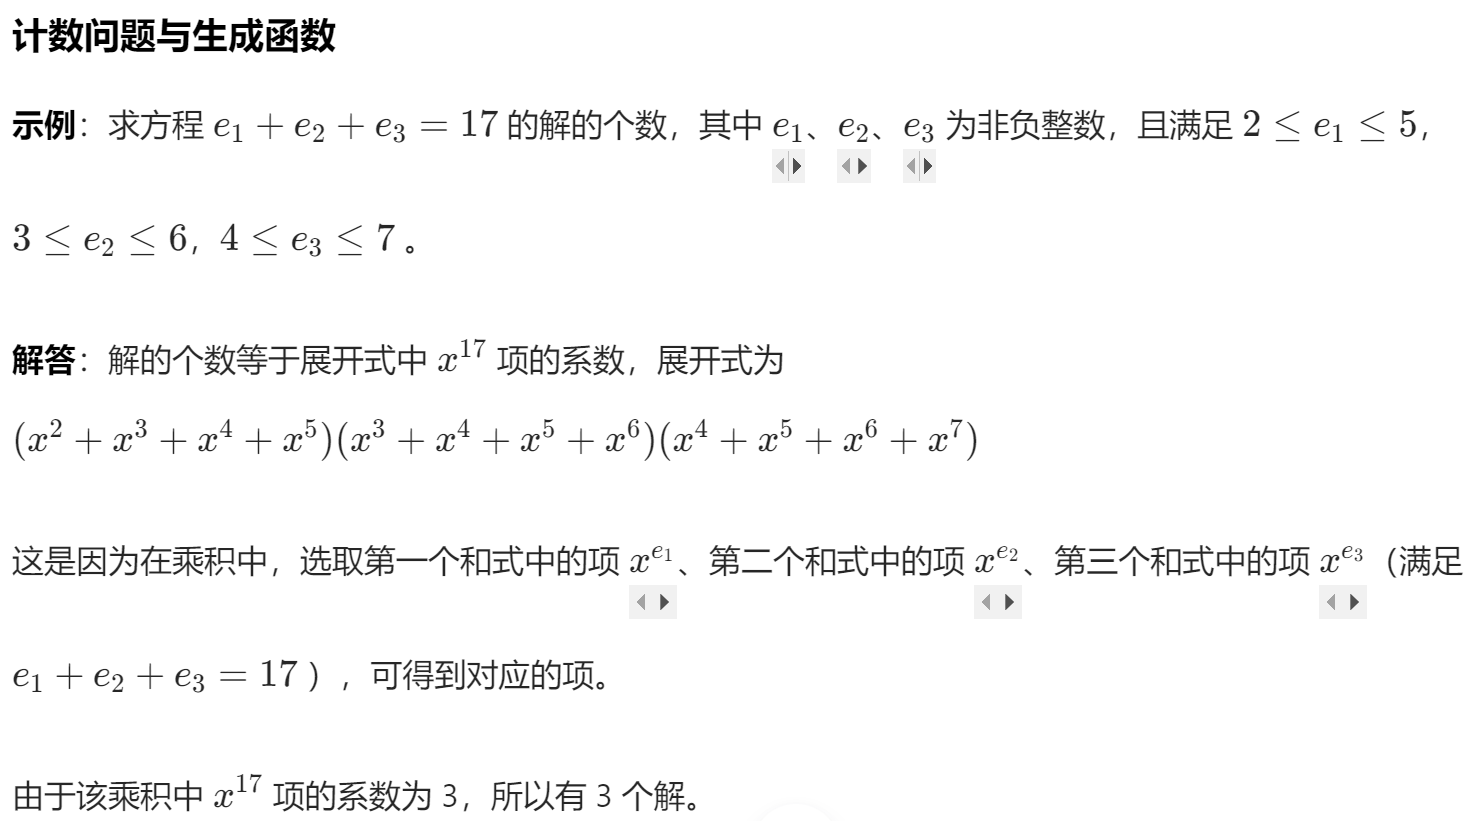 计数问题与生成函数
示例：求方程 e₁ + e₂ + e₃ = 17 的解的个数，其中 e₁、e₂、e₃ 为非负整数，且满足 2 ≤ e₁ ≤ 5，
3 ≤ e₂ ≤ 6，4 ≤ e₃ ≤ 7 。
解答：解的个数等于展开式中 x¹⁷ 项的系数，展开式为
(x² + x³ + x⁴ + x⁵)(x³ + x⁴ + x⁵ + x⁶)(x⁴ + x⁵ + x⁶ + x⁷)
这是因为在乘积中，选取第一个和式中的项 x^{e₁}、第二个和式中的项 x^{e₂}、第三个和式中的项 x^{e₃}（满足
e₁ + e₂ + e₃ = 17 ），可得到对应的项。
由于该乘积中 x¹⁷ 项的系数为 3，所以有 3 个解。